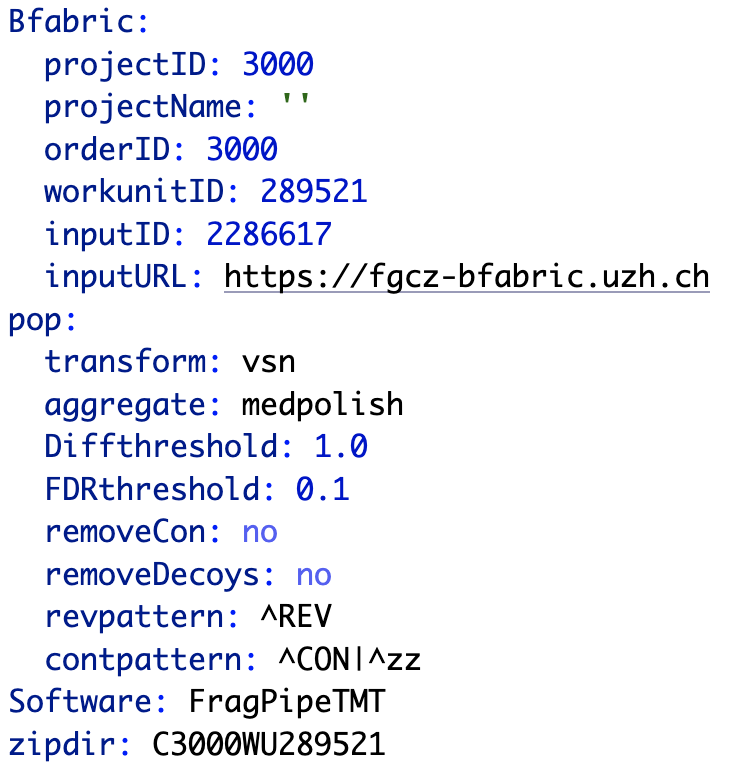 Bfabric:
  projectID: 3000
  projectName: ''
  orderID: 3000
  workunitID: 289521
  inputID: 2286617
  inputURL: https://fgcz-bfabric.uzh.ch
pop:
  transform: vsn
  aggregate: medpolish
  Diffthreshold: 1.0
  FDRthreshold: 0.1
  removeCon: no
  removeDecoys: no
  revpattern: ^REV
  contpattern: ^CON|^zz
Software: FragPipeTMT
zipdir: C3000WU289521